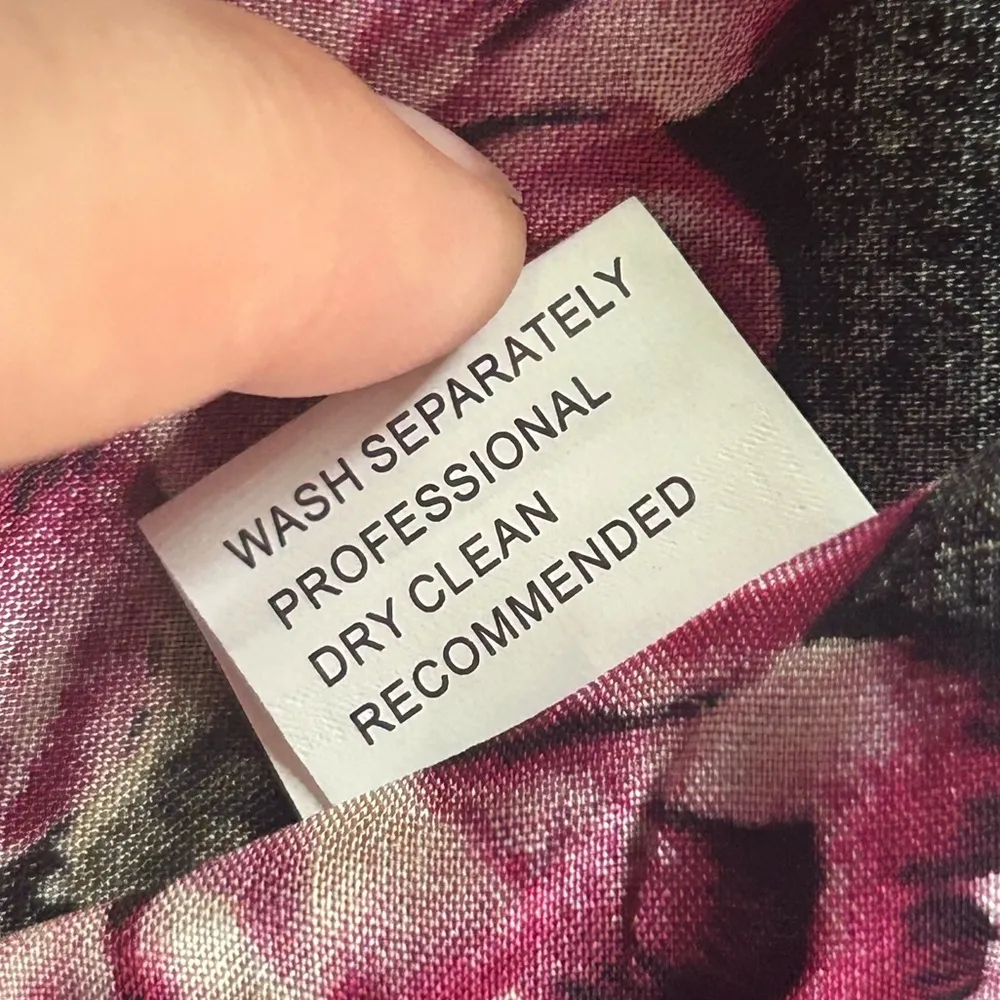 WASH SEPARATELY
PROFESSIONAL
DRY CLEAN
RECOMMENDED